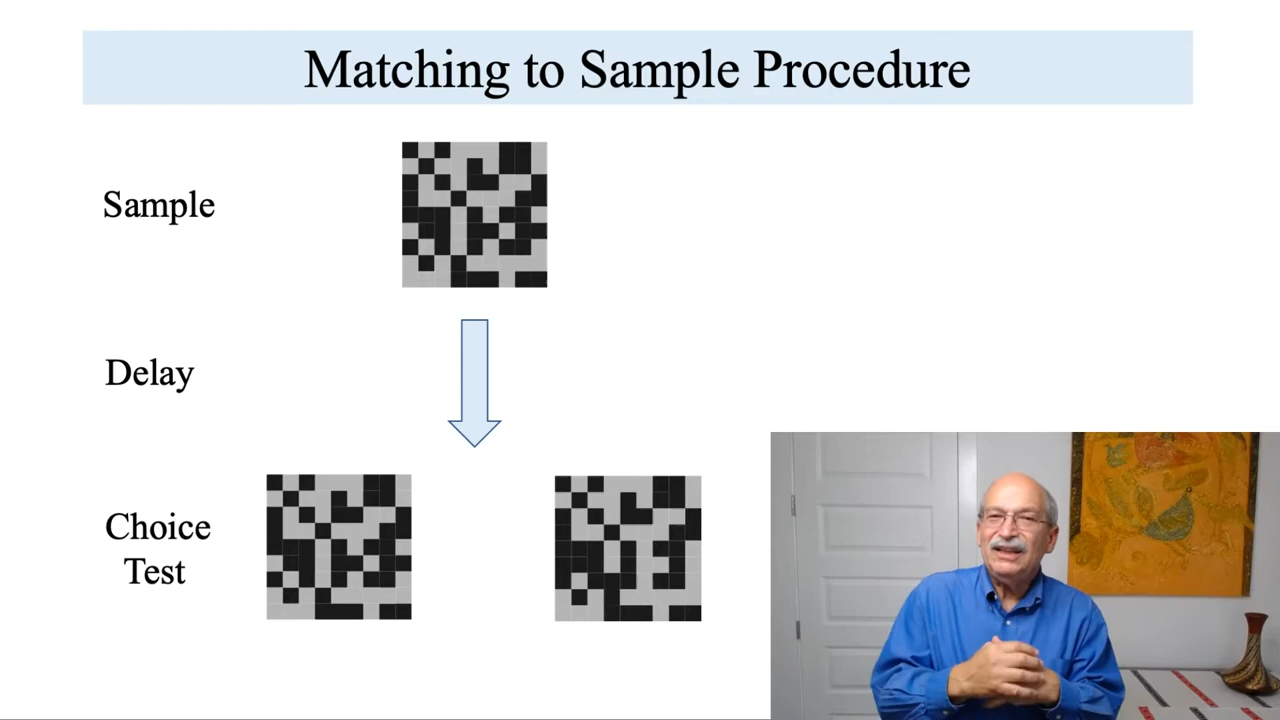 Matching to Sample Procedure
Sample
Delay
Choice
Test